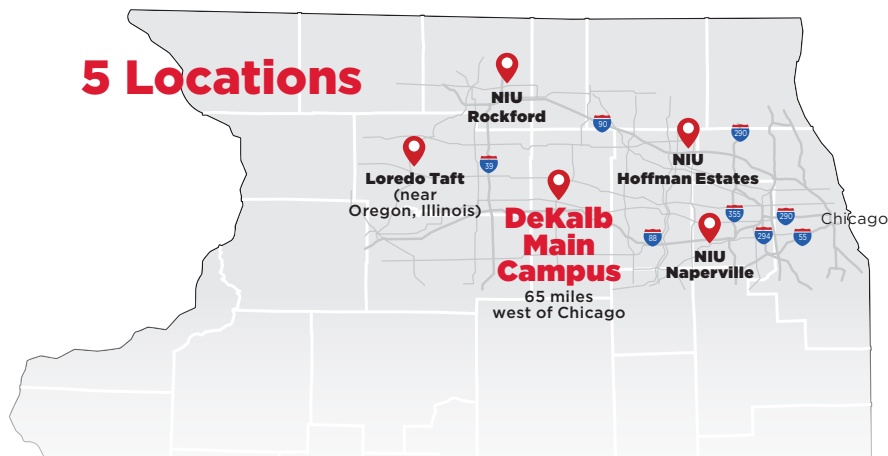 5 Locations
NIU
Rockford
90
290
39
NIU
Hoffman Estates
Loredo Taft
(near
Oregon, Illinois)
DeKalb
Main
Campus
65 miles
west of Chicago
355
290
Chicago
88
294
55
NIU
Naperville